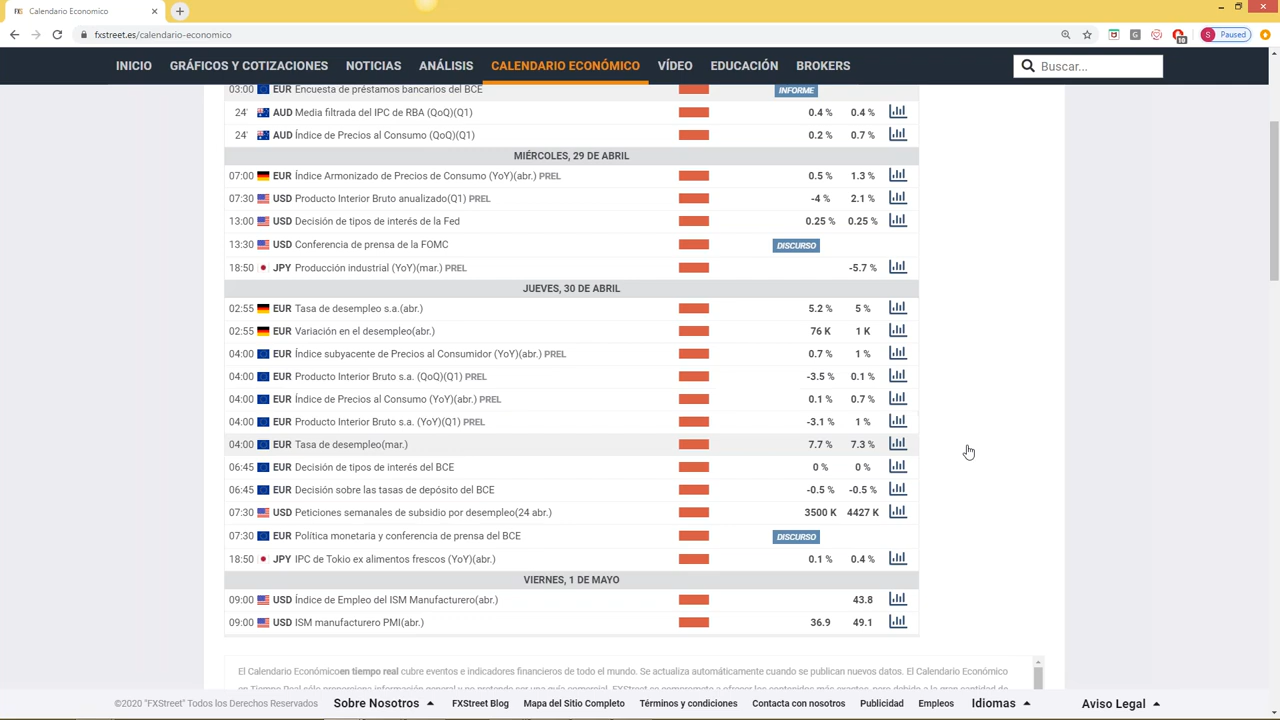 FXS Calendario Economico
fxstreet.es/calendario-economico
10
S Paused
INICIO GRÁFICOS Y COTIZACIONES NOTICIAS ANÁLISIS CALENDARIO ECONÓMICO VÍDEO EDUCACIÓN BROKERS Buscar...
03:00 EUR Encuesta de préstamos bancarios del BCE INFORME
24' AUD Media filtrada del IPC de RBA (QoQ)(Q1) 0.4 % 0.4 %
24' AUD Índice de Precios al Consumo (QoQ)(Q1) 0.2 % 0.7 %
MIÉRCOLES, 29 DE ABRIL
07:00 EUR Índice Armonizado de Precios de Consumo (YoY)(abr.) PREL 0.5 % 1.3 %
07:30 USD Producto Interior Bruto anualizado(Q1) PREL -4 % 2.1 %
13:00 USD Decisión de tipos de interés de la Fed 0.25 % 0.25 %
13:30 USD Conferencia de prensa de la FOMC DISCURSO
18:50 JPY Producción industrial (YoY)(mar.) PREL -5.7 %
JUEVES, 30 DE ABRIL
02:55 EUR Tasa de desempleo s.a.(abr.) 5.2 % 5 %
02:55 EUR Variación en el desempleo(abr.) 76 K 1 K
04:00 EUR Índice subyacente de Precios al Consumidor (YoY)(abr.) PREL 0.7 % 1 %
04:00 EUR Producto Interior Bruto s.a. (QoQ)(Q1) PREL -3.5 % 0.1 %
04:00 EUR Índice de Precios al Consumo (YoY)(abr.) PREL 0.1 % 0.7 %
04:00 EUR Producto Interior Bruto s.a. (YoY)(Q1) PREL -3.1 % 1 %
04:00 EUR Tasa de desempleo(mar.) 7.7 % 7.3 %
06:45 EUR Decisión de tipos de interés del BCE 0 % 0 %
06:45 EUR Decisión sobre las tasas de depósito del BCE -0.5 % -0.5 %
07:30 USD Peticiones semanales de subsidio por desempleo(24 abr.) 3500 K 4427 K
07:30 EUR Política monetaria y conferencia de prensa del BCE DISCURSO
18:50 JPY IPC de Tokio ex alimentos frescos (YoY)(abr.) 0.1 % 0.4 %
VIERNES, 1 DE MAYO
09:00 USD Índice de Empleo del ISM Manufacturero(abr.) 43.8
09:00 USD ISM manufacturero PMI(abr.) 36.9 49.1
El Calendario Económicoen tiempo real cubre eventos e indicadores financieros de todo el mundo. Se actualiza automáticamente cuando se publican nuevos datos. El Calendario Económico
©2020 "FXStreet" Todos los Derechos Reservados Sobre Nosotros FXStreet Blog Mapa del Sitio Completo Términos y condiciones Contacta con nosotros Publicidad Empleos Idiomas Aviso Legal